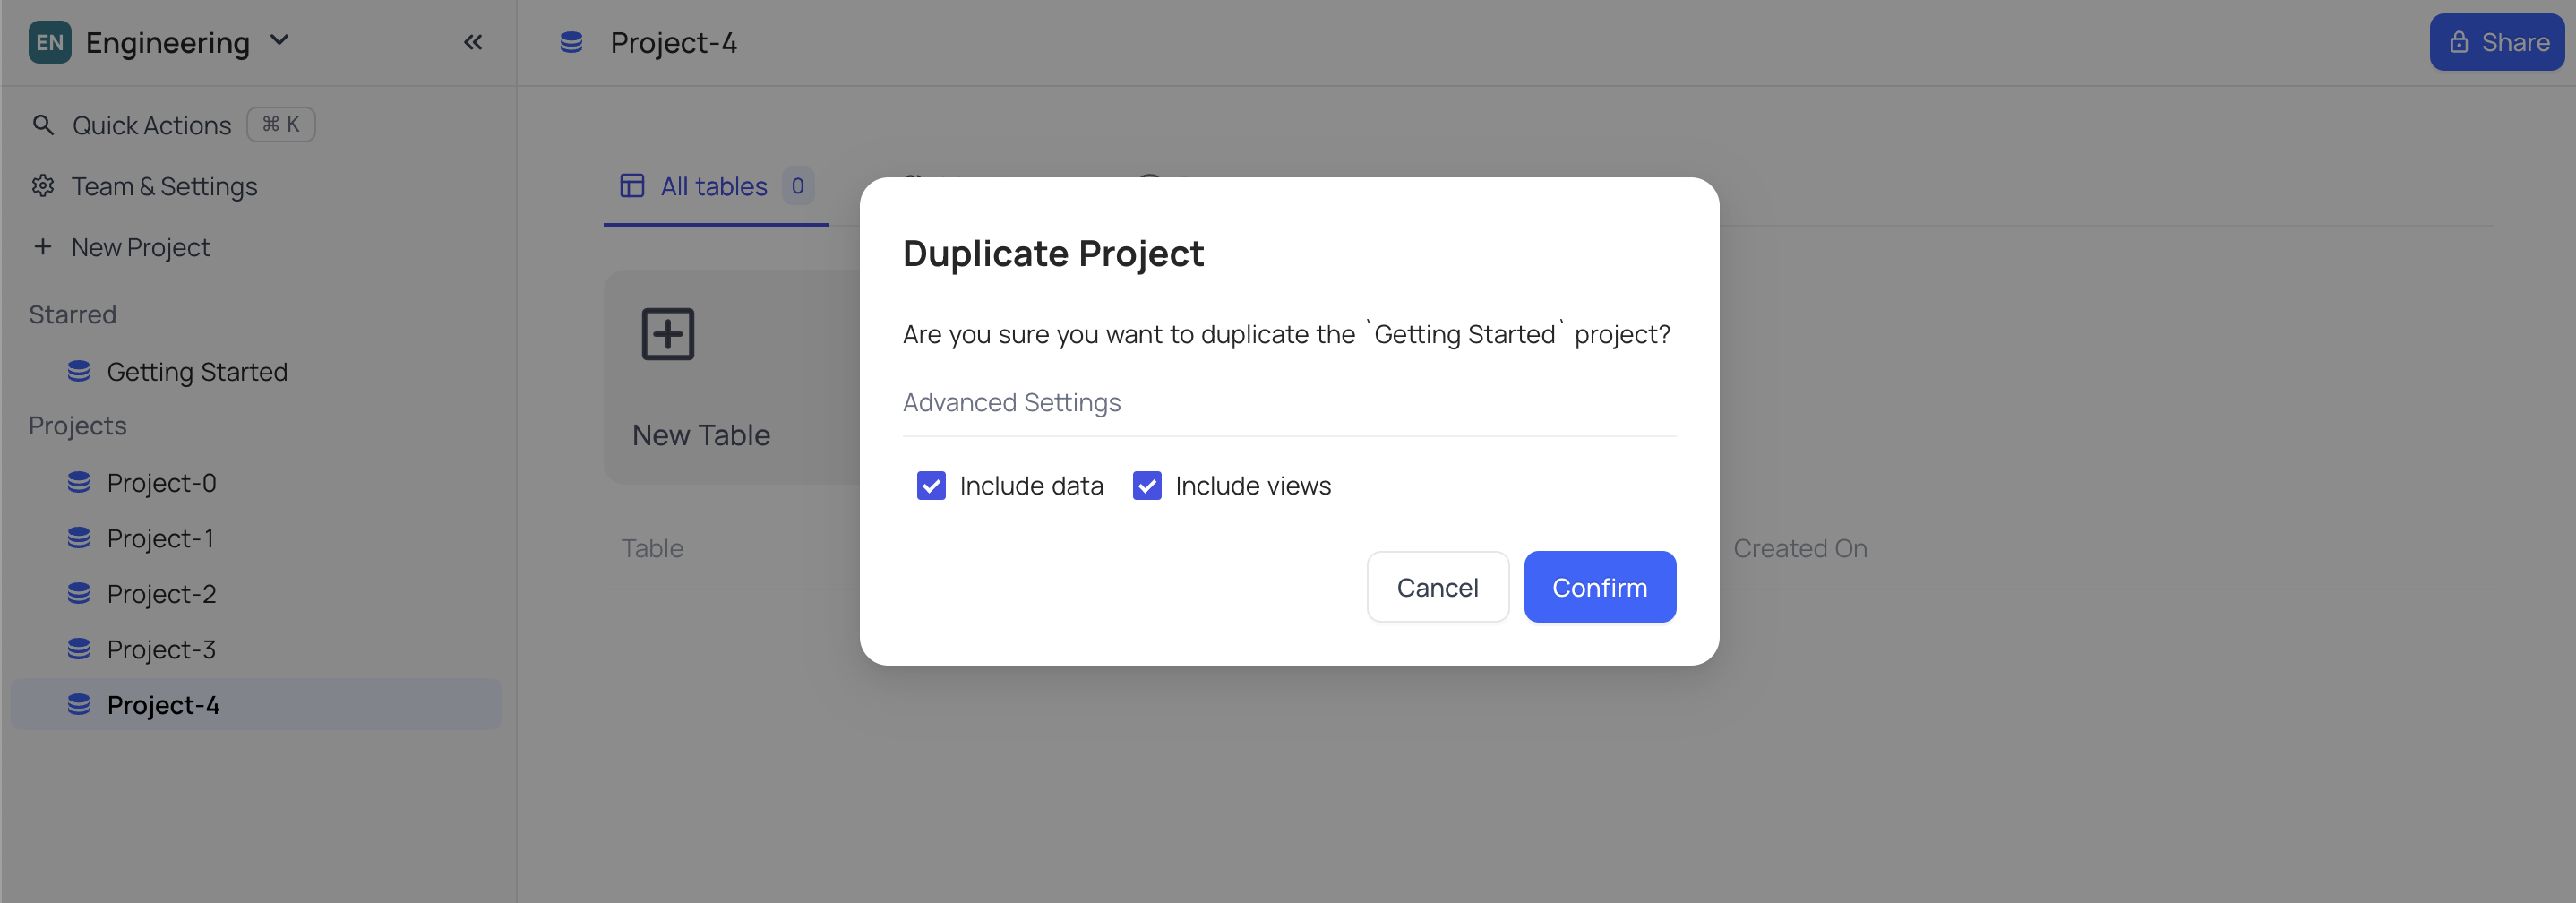 EN Engineering
Project-4
Share
Quick Actions ⌘ K
Team & Settings
New Project
Starred
Getting Started
Projects
Project-0
Project-1
Project-2
Project-3
Project-4
All tables 0
New Table
Table
Created On
Duplicate Project
Are you sure you want to duplicate the `Getting Started` project?
Advanced Settings
Include data Include views
Cancel Confirm